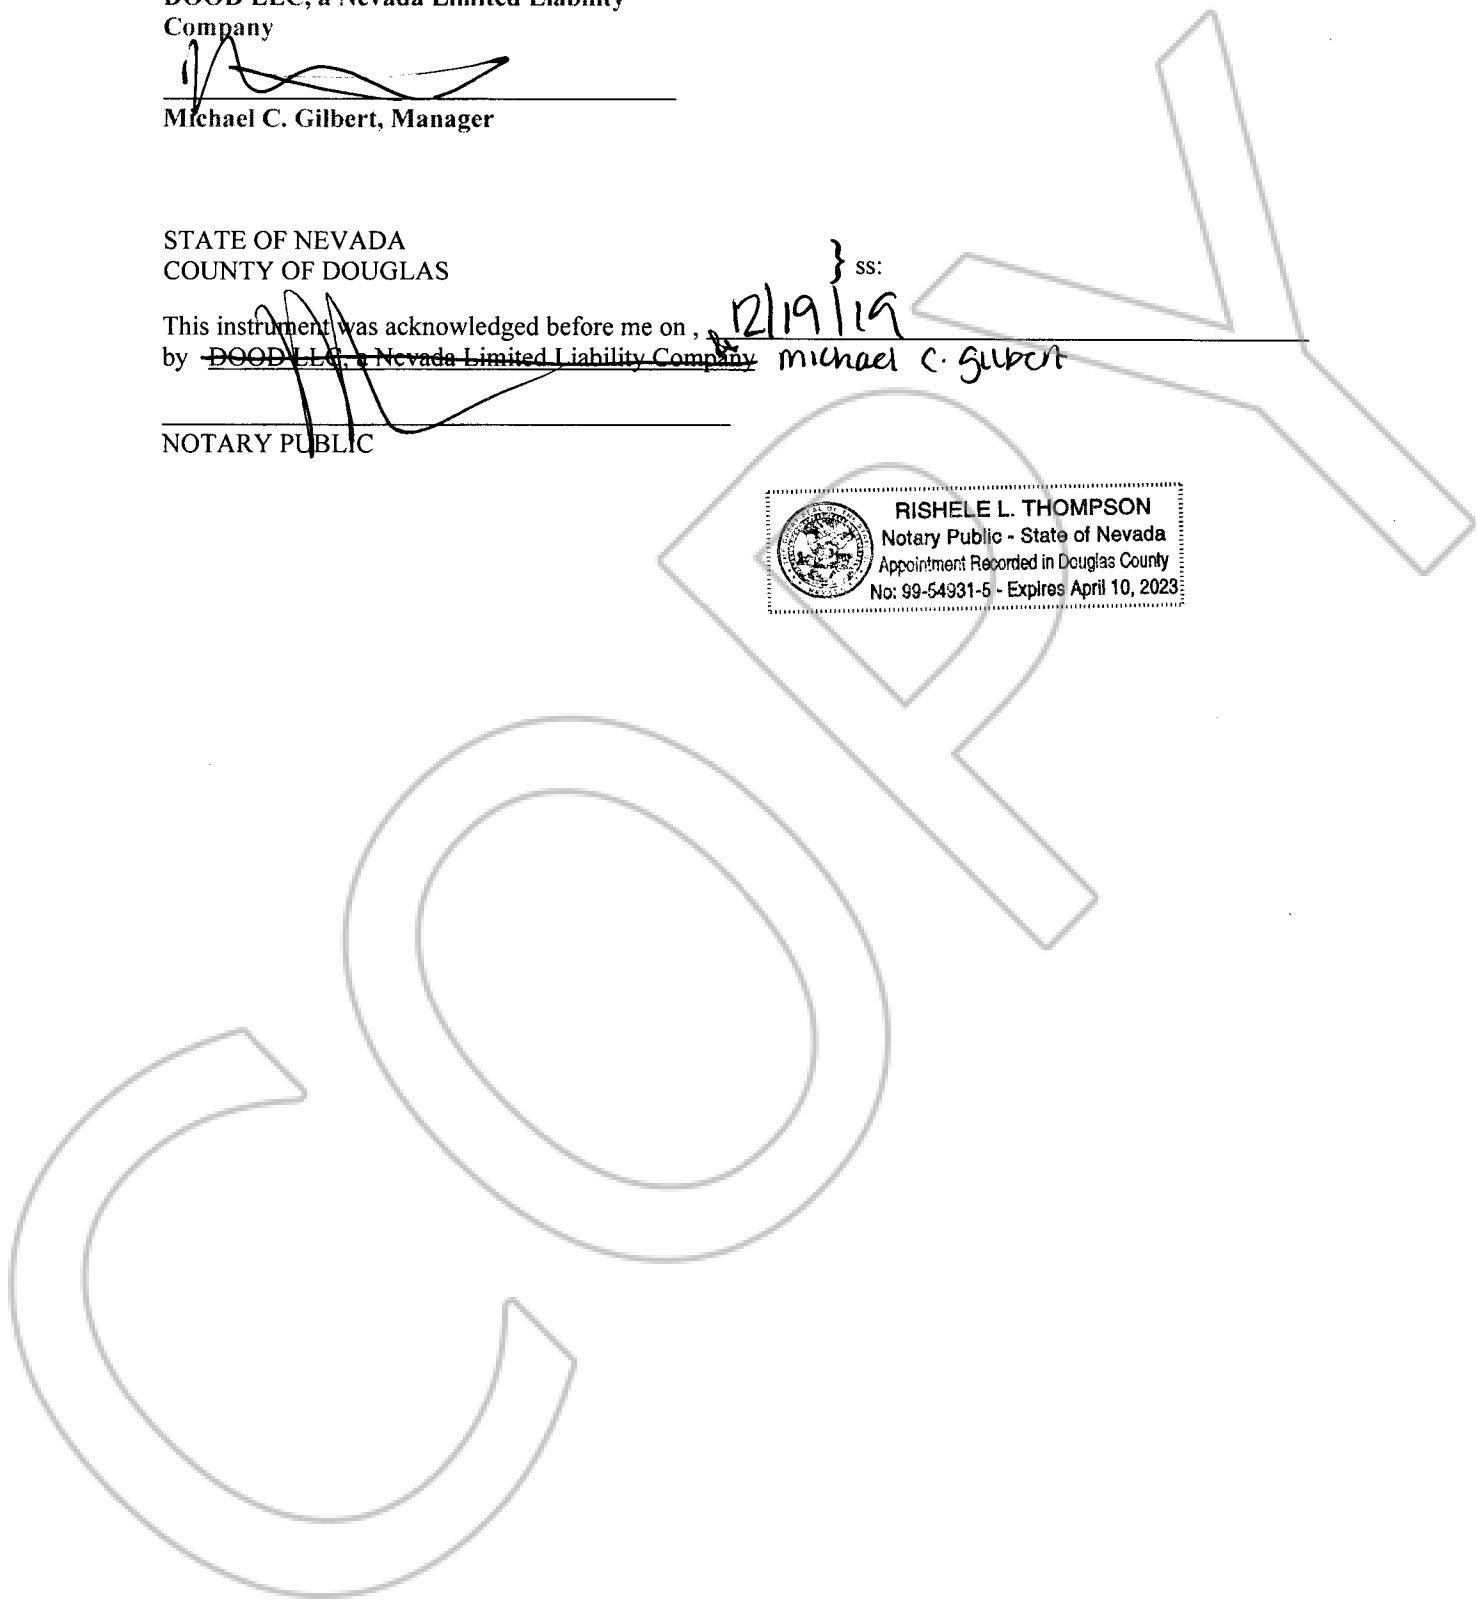 DOOD LLC, a Nevada Limited Liability
Company
Michael C. Gilbert, Manager
STATE OF NEVADA
COUNTY OF DOUGLAS
} ss:
This instrument was acknowledged before me on , 12/19/19
by DOOD LLC, a Nevada Limited Liability Company michael c. Gilbert
NOTARY PUBLIC
RISHELE L. THOMPSON
Notary Public - State of Nevada
Appointment Recorded in Douglas County
No: 99-54931-5 - Expires April 10, 2023
COPY